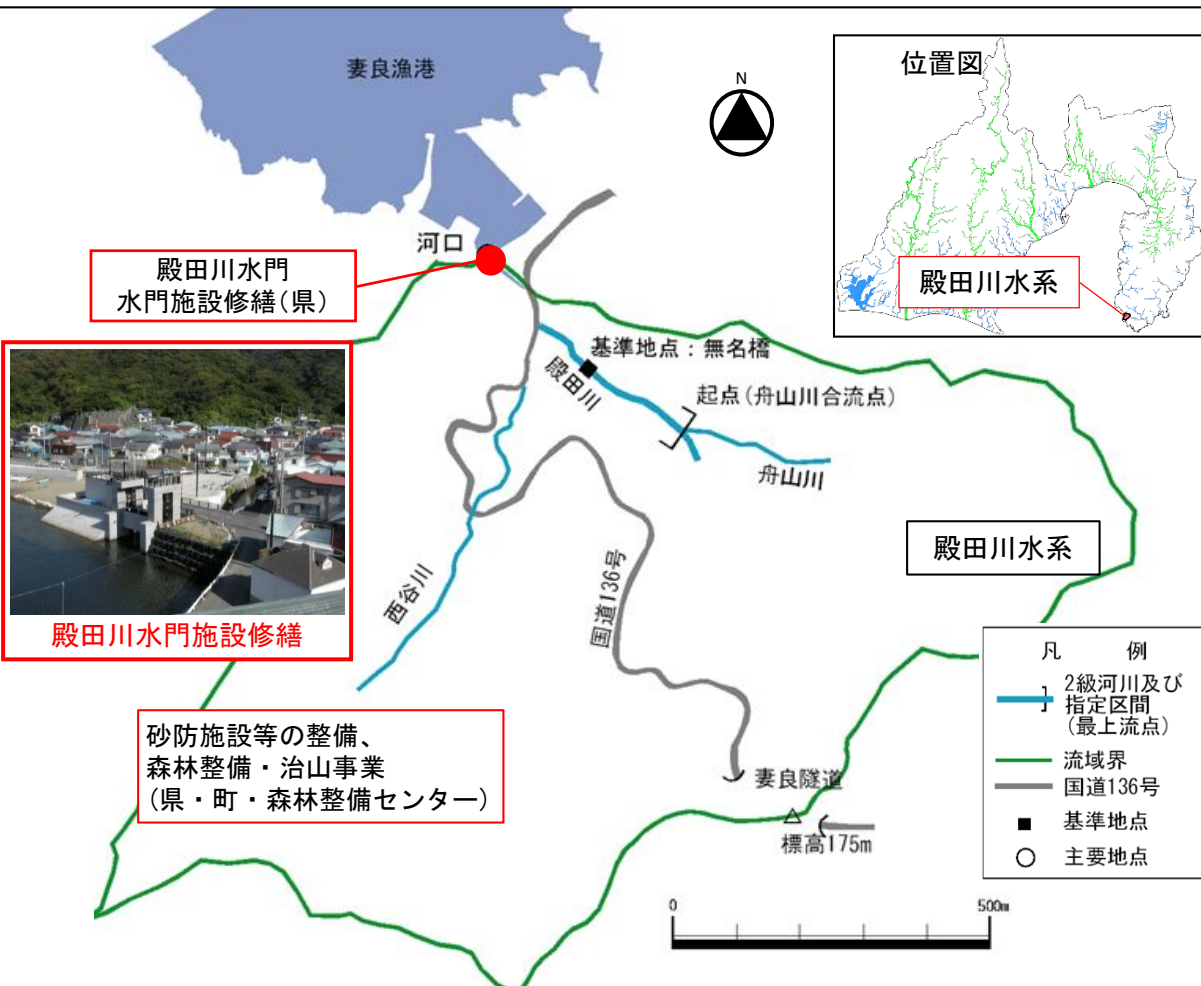 妻良漁港
N
位置図
殿田川水系
河口
殿田川水門
水門施設修繕(県)
基準地点：無名橋
殿田川
起点(舟山川合流点)
舟山川
殿田川水系
西谷川
国道136号
殿田川水門施設修繕
砂防施設等の整備、
森林整備・治山事業
(県・町・森林整備センター)
妻良隧道
標高175m
凡 例
2級河川及び
指定区間
(最上流点)
流域界
国道136号
基準地点
主要地点
0
500m